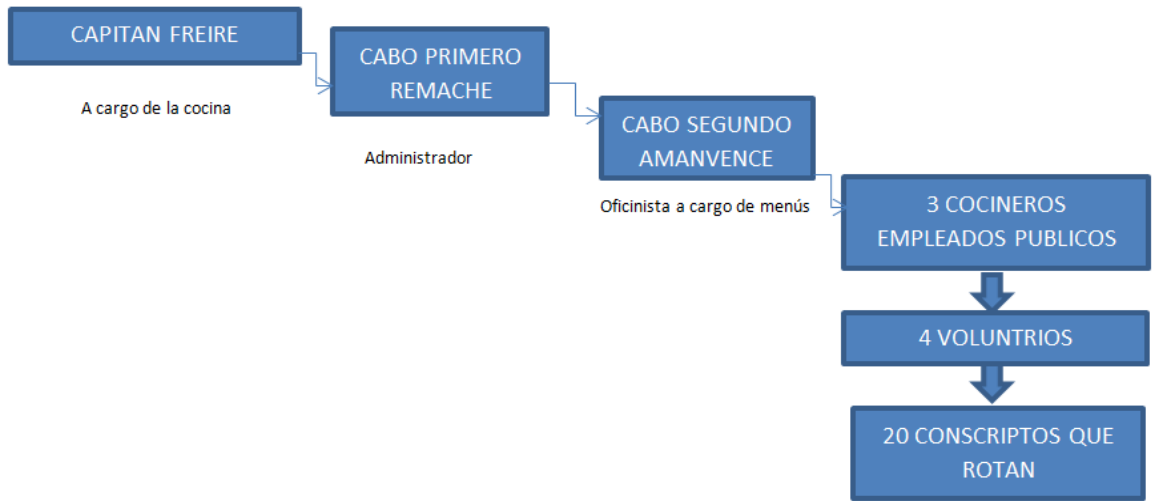 CAPITAN FREIRE
A cargo de la cocina
CABO PRIMERO
REMACHE
Administrador
CABO SEGUNDO
AMANVENCE
Oficinista a cargo de menús
3 COCINEROS
EMPLEADOS PUBLICOS
4 VOLUNTRIOS
20 CONSCRIPTOS QUE
ROTAN